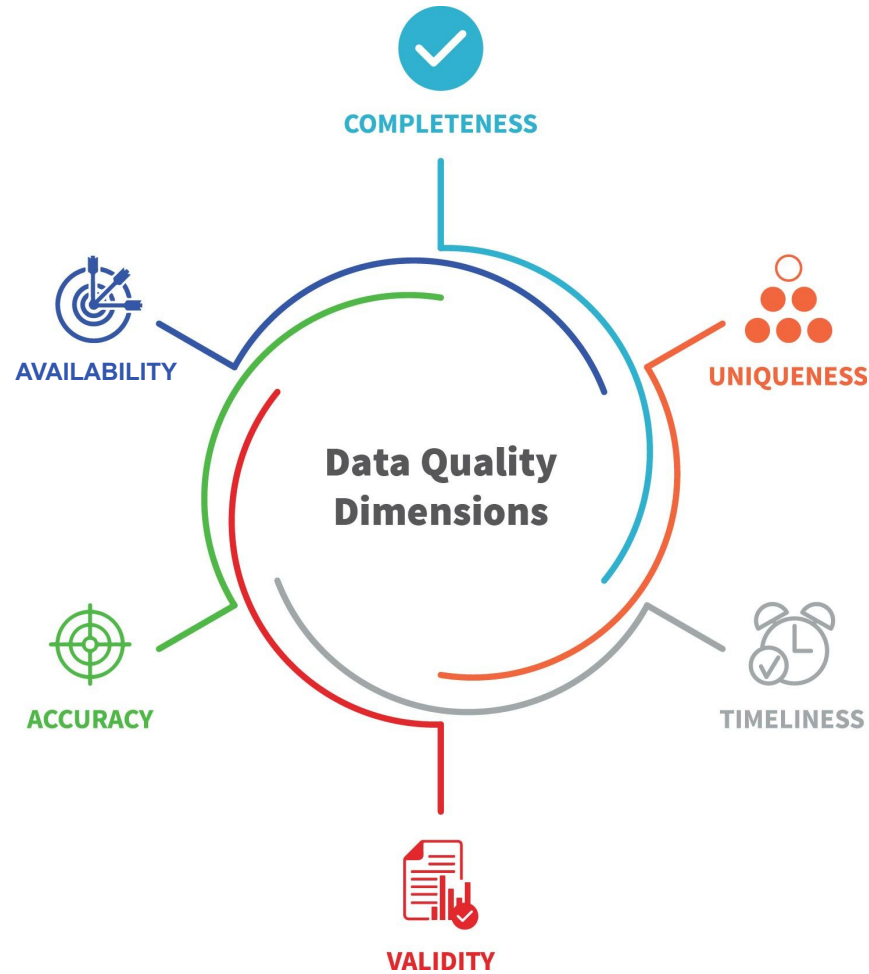 COMPLETENESS
AVAILABILITY
UNIQUENESS
Data Quality
Dimensions
ACCURACY
TIMELINESS
VALIDITY